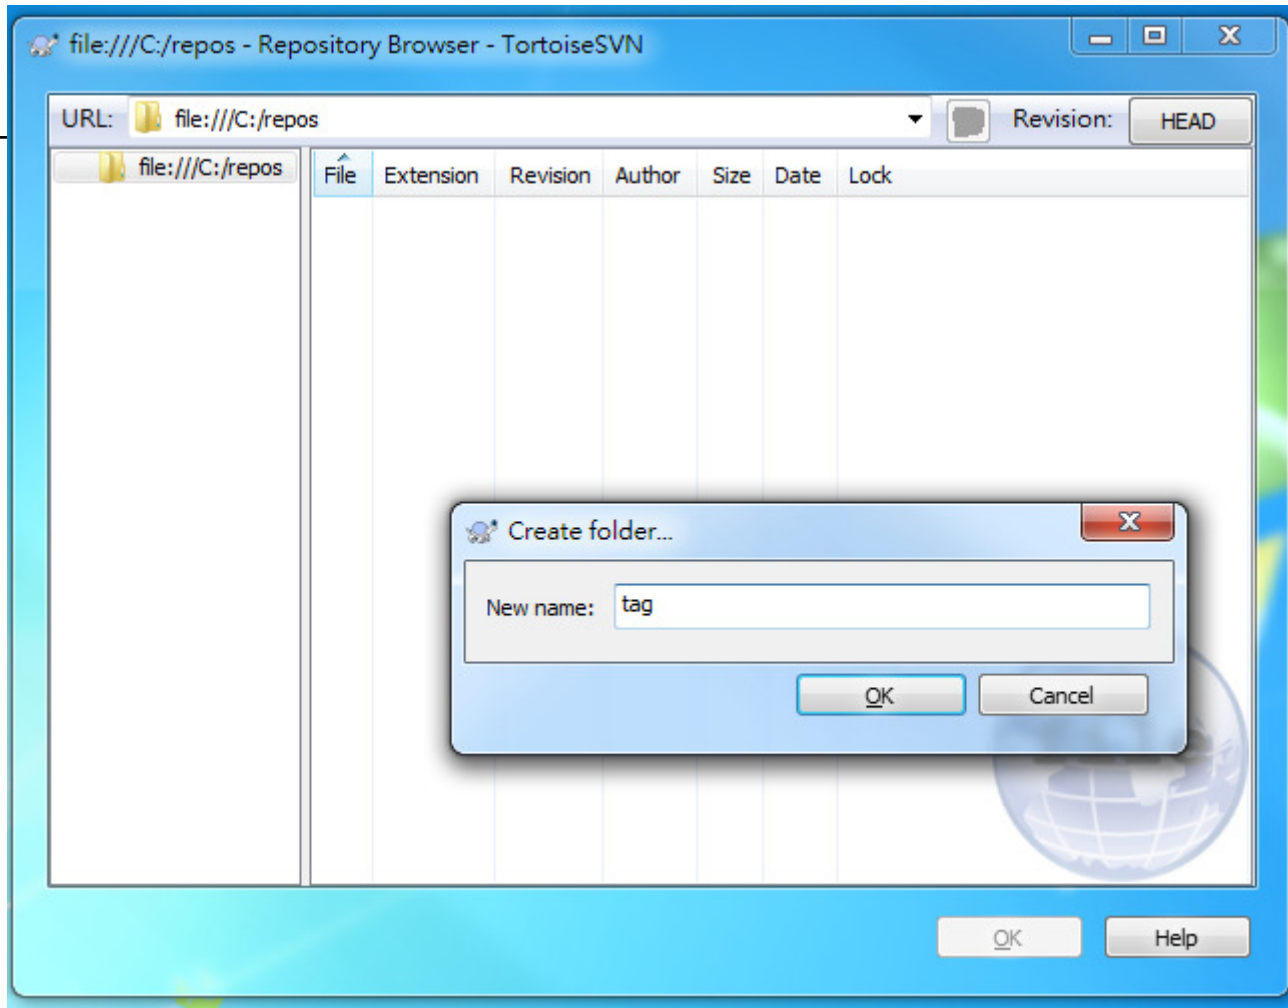 file:///C:/repos - Repository Browser - TortoiseSVN
URL: file:///C:/repos Revision: HEAD
file:///C:/repos
File Extension Revision Author Size Date Lock
Create folder...
New name: tag
OK Cancel
OK Help